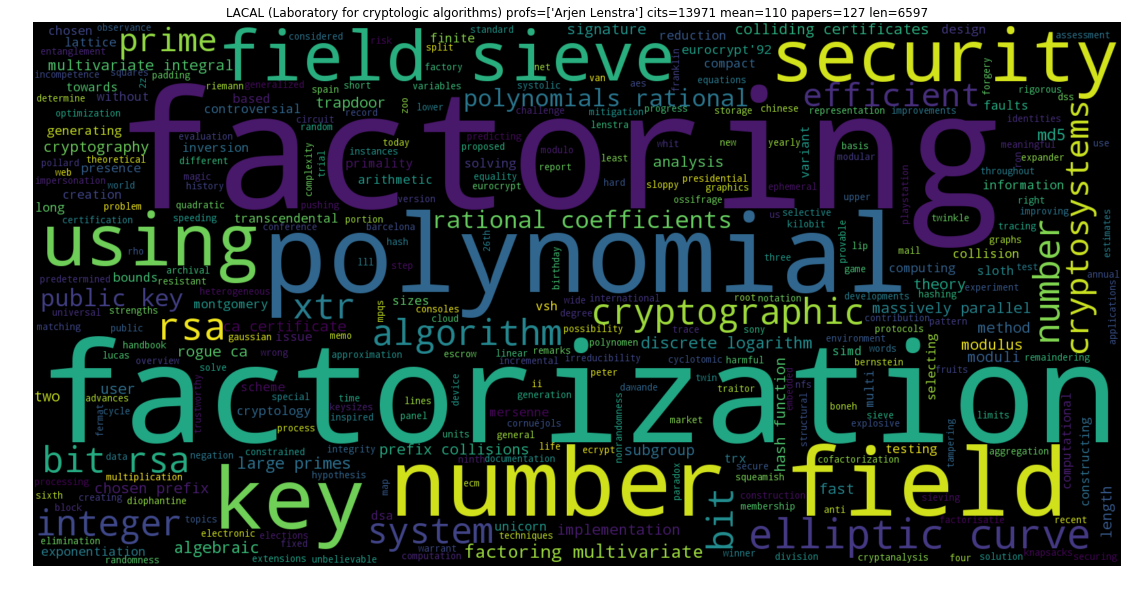 LACAL (Laboratory for cryptologic algorithms) profs=['Arjen Lenstra'] cits=13971 mean=110 papers=127 len=6597
chosen observance considered standard signature colliding certificates design risk assessment
prime field sieve security
lattice entanglement split finite reduction eurocrypt'92
multivariate integral factory net van compact franklin
incompetence squares padding riemann generalized variables systolic aes equations forgery rigorous
towards zz spain short polynomials rational efficient dss
determine without based trapdoor zoo lower challenge mitigation progress storage chinese representation improvements faults
optimization controversial circuit record lenstra identities
generating evaluation random predicting whit yearly basis meaningful md5
cryptography inversion today proposed modulo least new modular variant expander use
pollard theoretical different complexity trial instances primality report analysis presidential upper throughout
web presence magic solving equality hard sloppy graphics ephemeral playstation information cryptosystems
impersonation world history arithmetic eurocrypt
factoring
creation quadratic pushing version ossifrage right
long problem speeding transcendental portion rational coefficients us selective twinkle improving
certification conference barcelona kilobit tracing estimates
using polynomial number
rho archival hash 26th birthday three provable lip mail graphs collision
predetermined bounds resistant lll step game computing sloth test annual
public key heterogeneous mpqs sizes vsh wide international rootnotation theory experiment
universal strengths montgomery consoles degree developments hashing applications
xtr cryptographic massively parallel
matching public rsa ca certificate memo cloud algorithm possibility trace sony protocols pattern method modulus
gaussian issue polynomen discrete logarithm environment contribution
lucas rogue ca wrong approximation escrow linear remarks irreducibility cyclotomic harmful simd words moduli remaindering
overview solve incremental peter bernstein selecting fruits
factorization
two user trustworthy scheme special time device ii dawande twin traitor nfs multi
advances keysizes inspired panel lines generation boneh embedded structural
fermat cycle cryptology process mersenne cornuéjols market hash function sieve explosive limits
negation constrained integrity units general life ecrypt nonrandomness trx cofactorization testing computational
bit rsa large primes hypothesis prefix collisions subgroup secure tampering aggregation constructing
key number field
processing multiplication ninth documentation squeamish
sixth chosen prefix map ecm paradox fast sieving
creating diophantine construction membership anti factorisatie recent length
block dsa unicorn bit
integer topics electronic elections system techniques implementation elliptic curve
elimination fixed algebraic warrant winner knapsacks
exponentiation randomness extensions unbelievable computation factoring multivariate division cryptanalysis four solution securing